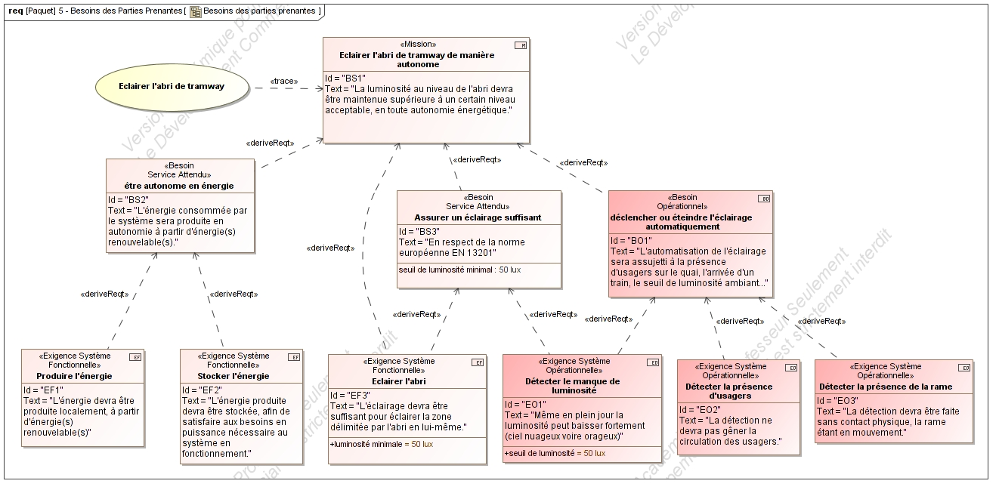 req [Paquet] 5 - Besoins des Parties Prenantes [ Besoins des parties prenantes ]
Eclairer l'abri de tramway
«trace»
«Mission»
M
Eclairer l'abri de tramway de manière
autonome
Id = "BS1"
Text = "La luminosité au niveau de l'abri devra
être maintenue supérieure à un certain niveau
acceptable, en toute autonomie énergétique."
«deriveReqt»
«deriveReqt»
«deriveReqt»
«deriveReqt»
«Besoin
Service Attendu»
être autonome en énergie
Id = "BS2"
Text = "L'énergie consommée par
le système sera produite en
autonomie à partir d'énergie(s)
renouvelable(s)."
«Besoin
Service Attendu»
Assurer un éclairage suffisant
Id = "BS3"
Text = "En respect de la norme
européenne EN 13201"
seuil de luminosité minimal : 50 lux
«Besoin
Opérationnel»
BO
déclencher ou éteindre l'éclairage
automatiquement
Id = "BO1"
Text = "L'automatisation de l'éclairage
sera assujetti à la présence
d'usagers sur le quai, l'arrivée d'un
train, le seuil de luminosité ambiant..."
«deriveReqt»
«deriveReqt»
«deriveReqt»
«deriveReqt»
«deriveReqt»
«deriveReqt»
«deriveReqt»
«Exigence Système
Fonctionnelle»
EF
Produire l'énergie
Id = "EF1"
Text = "L'énergie devra être
produite localement, à partir
d'énergie(s)
renouvelable(s)"
«Exigence Système
Fonctionnelle»
EF
Stocker l'énergie
Id = "EF2"
Text = "L'énergie produite
devra être stockée, afin de
satisfaire aux besoins en
puissance nécessaire au
système en
fonctionnement."
«Exigence Système
Fonctionnelle»
EF
Eclairer l'abri
Id = "EF3"
Text = "L'éclairage devra être
suffisant pour éclairer la zone
délimitée par l'abri en lui-même."
+luminosité minimale = 50 lux
«Exigence Système
Opérationnelle»
EO
Détecter le manque de
luminosité
Id = "EO1"
Text = "Même en plein jour la
luminosité peut baisser fortement
(ciel nuageux voire orageux)"
+seuil de luminosité = 50 lux
«Exigence Système
Opérationnelle»
EO
Détecter la présence
d'usagers
Id = "EO2"
Text = "La détection ne
devra pas gêner la
circulation des usagers."
«Exigence Système
Opérationnelle»
EO
Détecter la présence de la rame
Id = "EO3"
Text = "La détection devra être faite
sans contact physique, la rame
étant en mouvement."
Version
Le Dévelo
Seulement
est strictement interdit